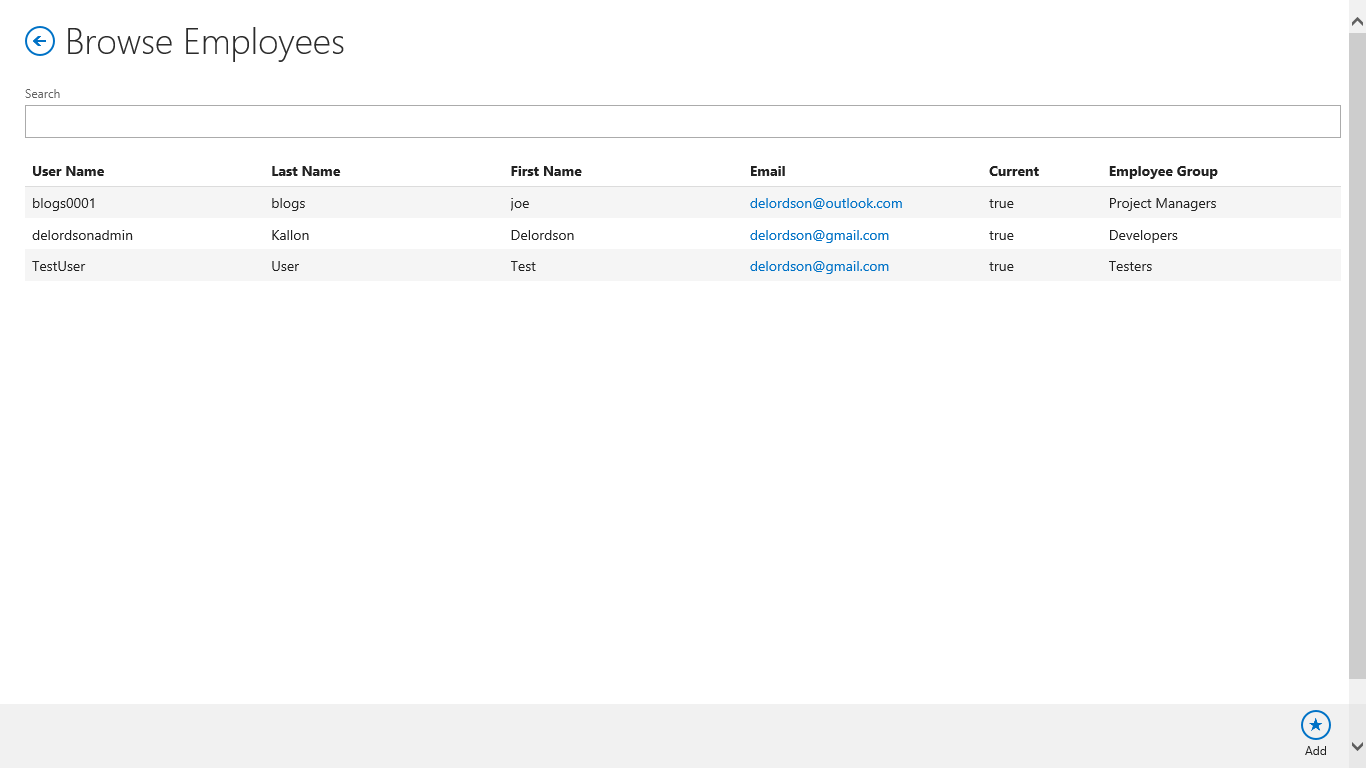 Browse Employees
Search
User Name Last Name First Name Email Current Employee Group
blogs0001 blogs joe delordson@outlook.com true Project Managers
delordsonadmin Kallon Delordson delordson@gmail.com true Developers
TestUser User Test delordson@gmail.com true Testers
Add